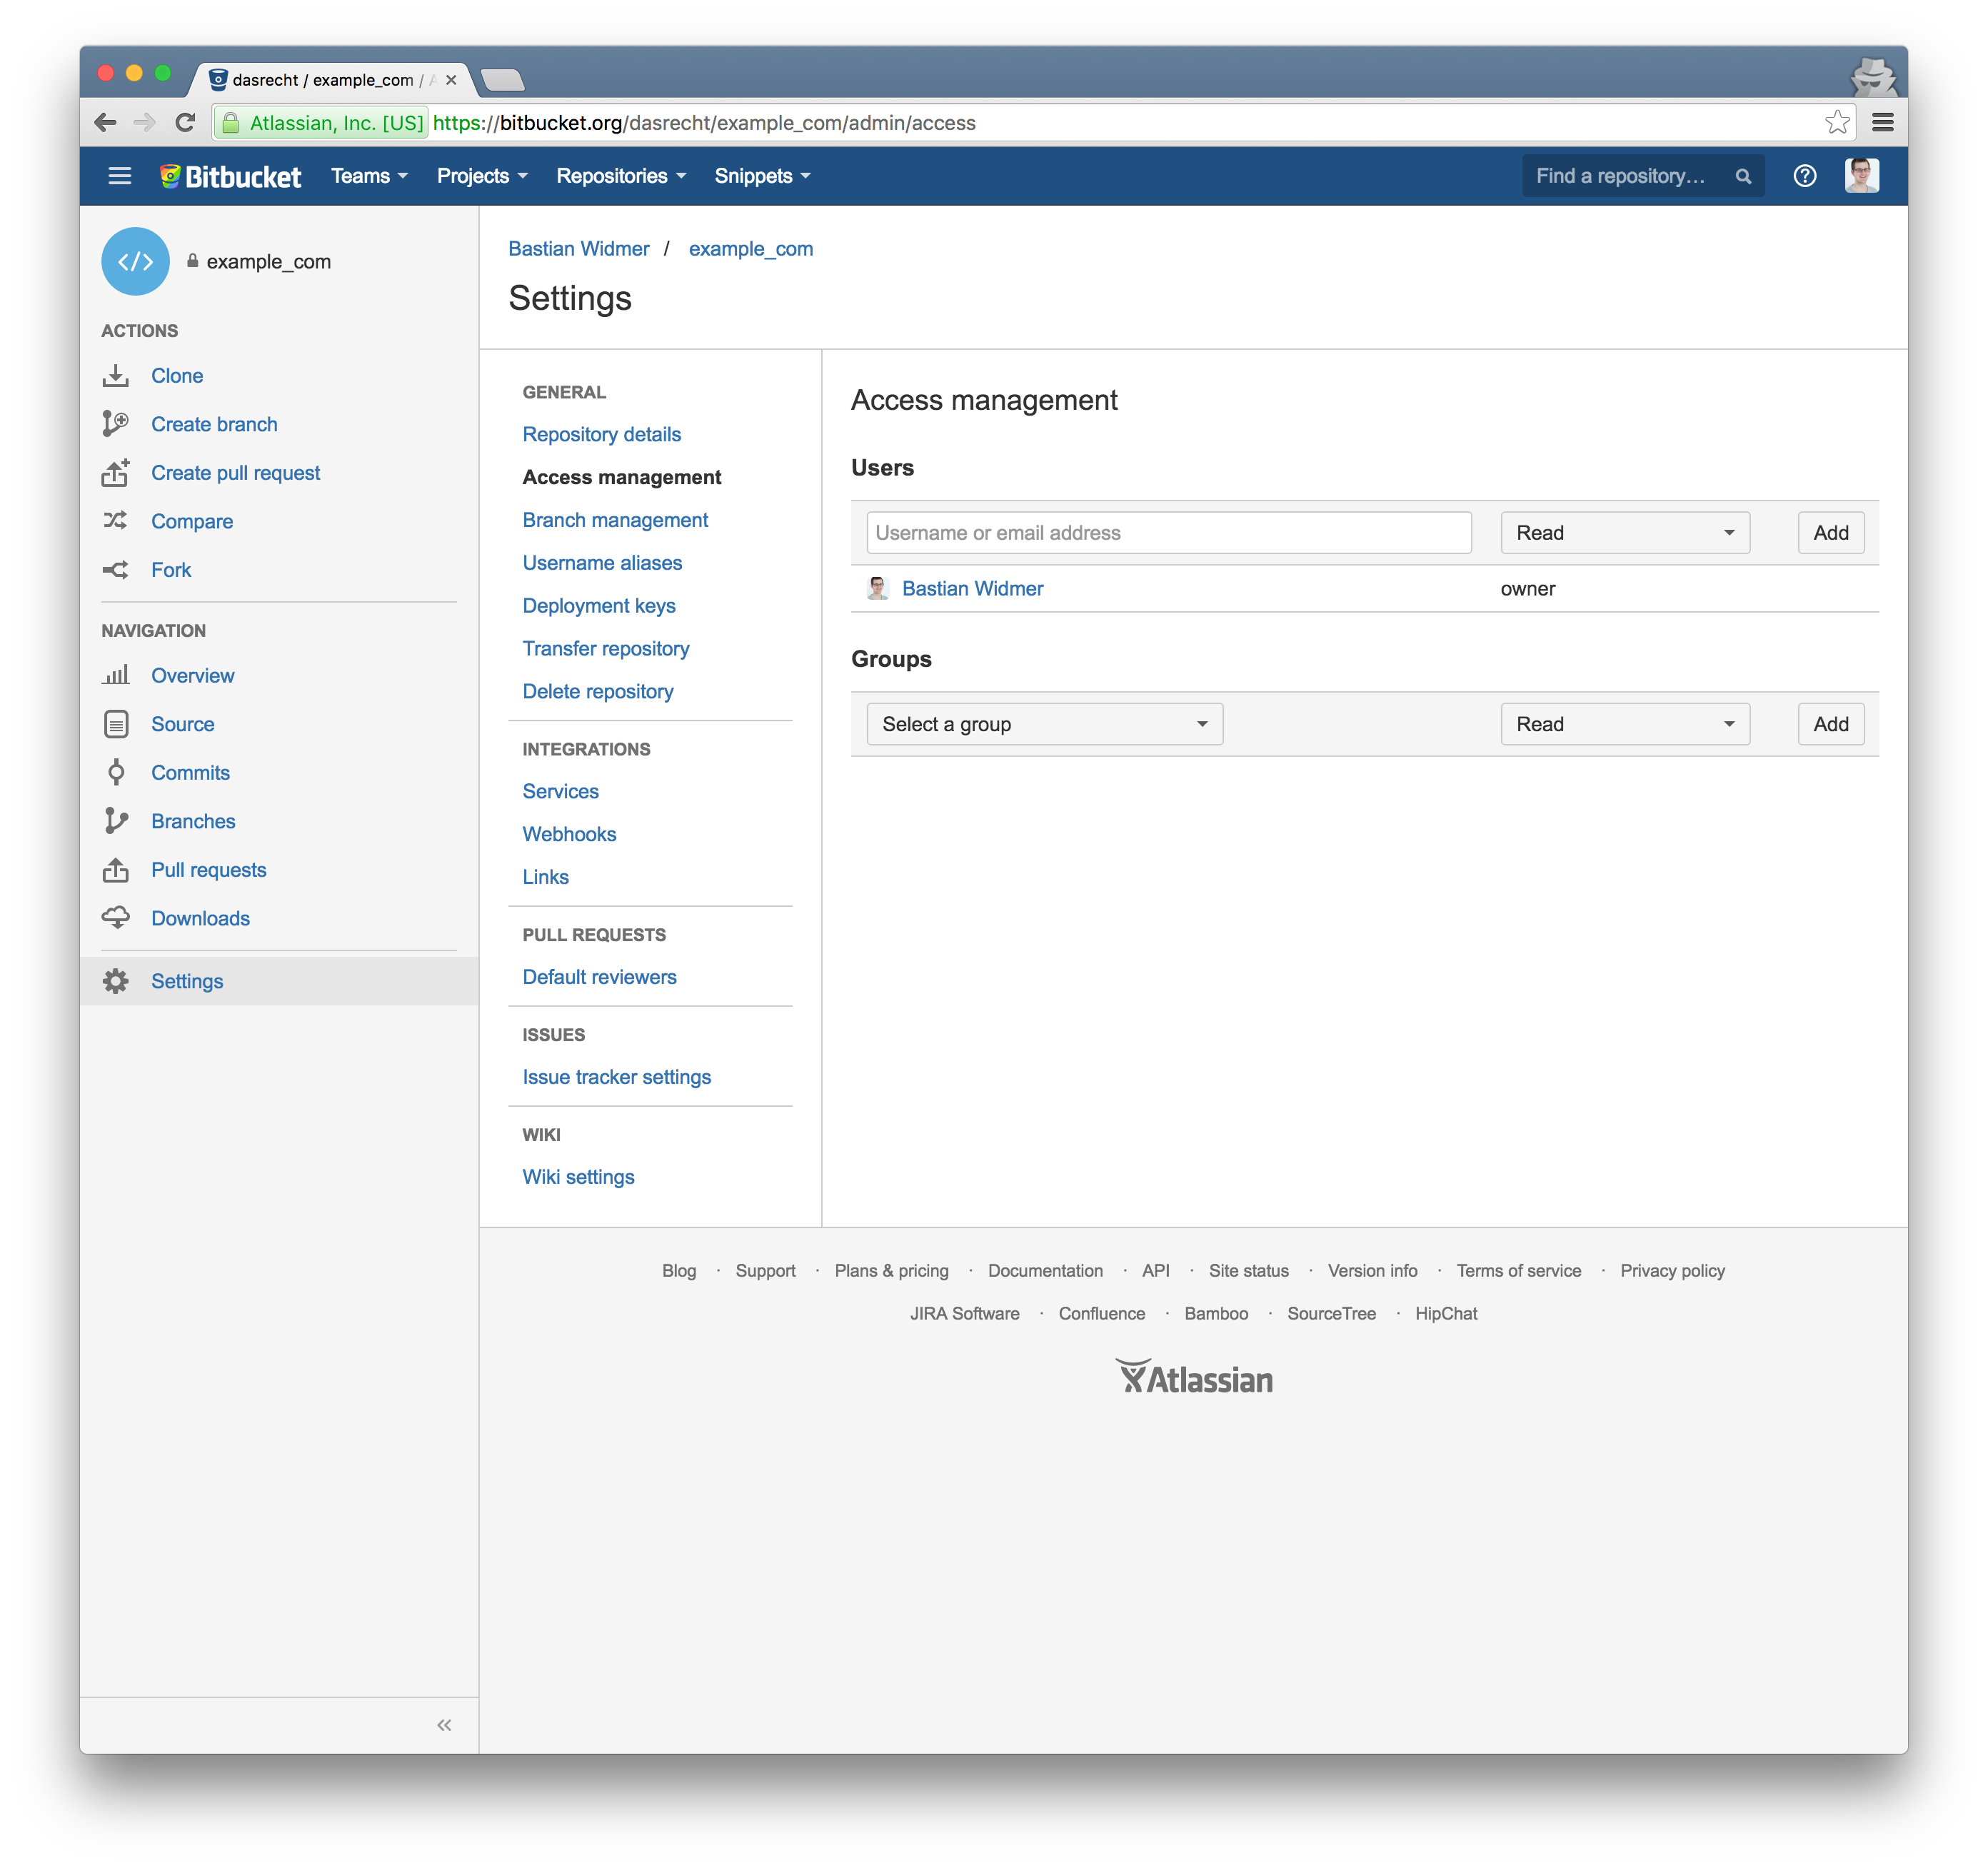 dasrecht / example_com /
Atlassian, Inc. [US] https://bitbucket.org/dasrecht/example_com/admin/access
Bitbucket Teams Projects Repositories Snippets Find a repository...
example_com
ACTIONS
Clone
Create branch
Create pull request
Compare
Fork
NAVIGATION
Overview
Source
Commits
Branches
Pull requests
Downloads
Settings
Bastian Widmer / example_com
Settings
GENERAL
Repository details
Access management
Branch management
Username aliases
Deployment keys
Transfer repository
Delete repository
INTEGRATIONS
Services
Webhooks
Links
PULL REQUESTS
Default reviewers
ISSUES
Issue tracker settings
WIKI
Wiki settings
Access management
Users
Username or email address Read Add
Bastian Widmer owner
Groups
Select a group Read Add
Blog · Support · Plans & pricing · Documentation · API · Site status · Version info · Terms of service · Privacy policy
JIRA Software · Confluence · Bamboo · SourceTree · HipChat
Atlassian